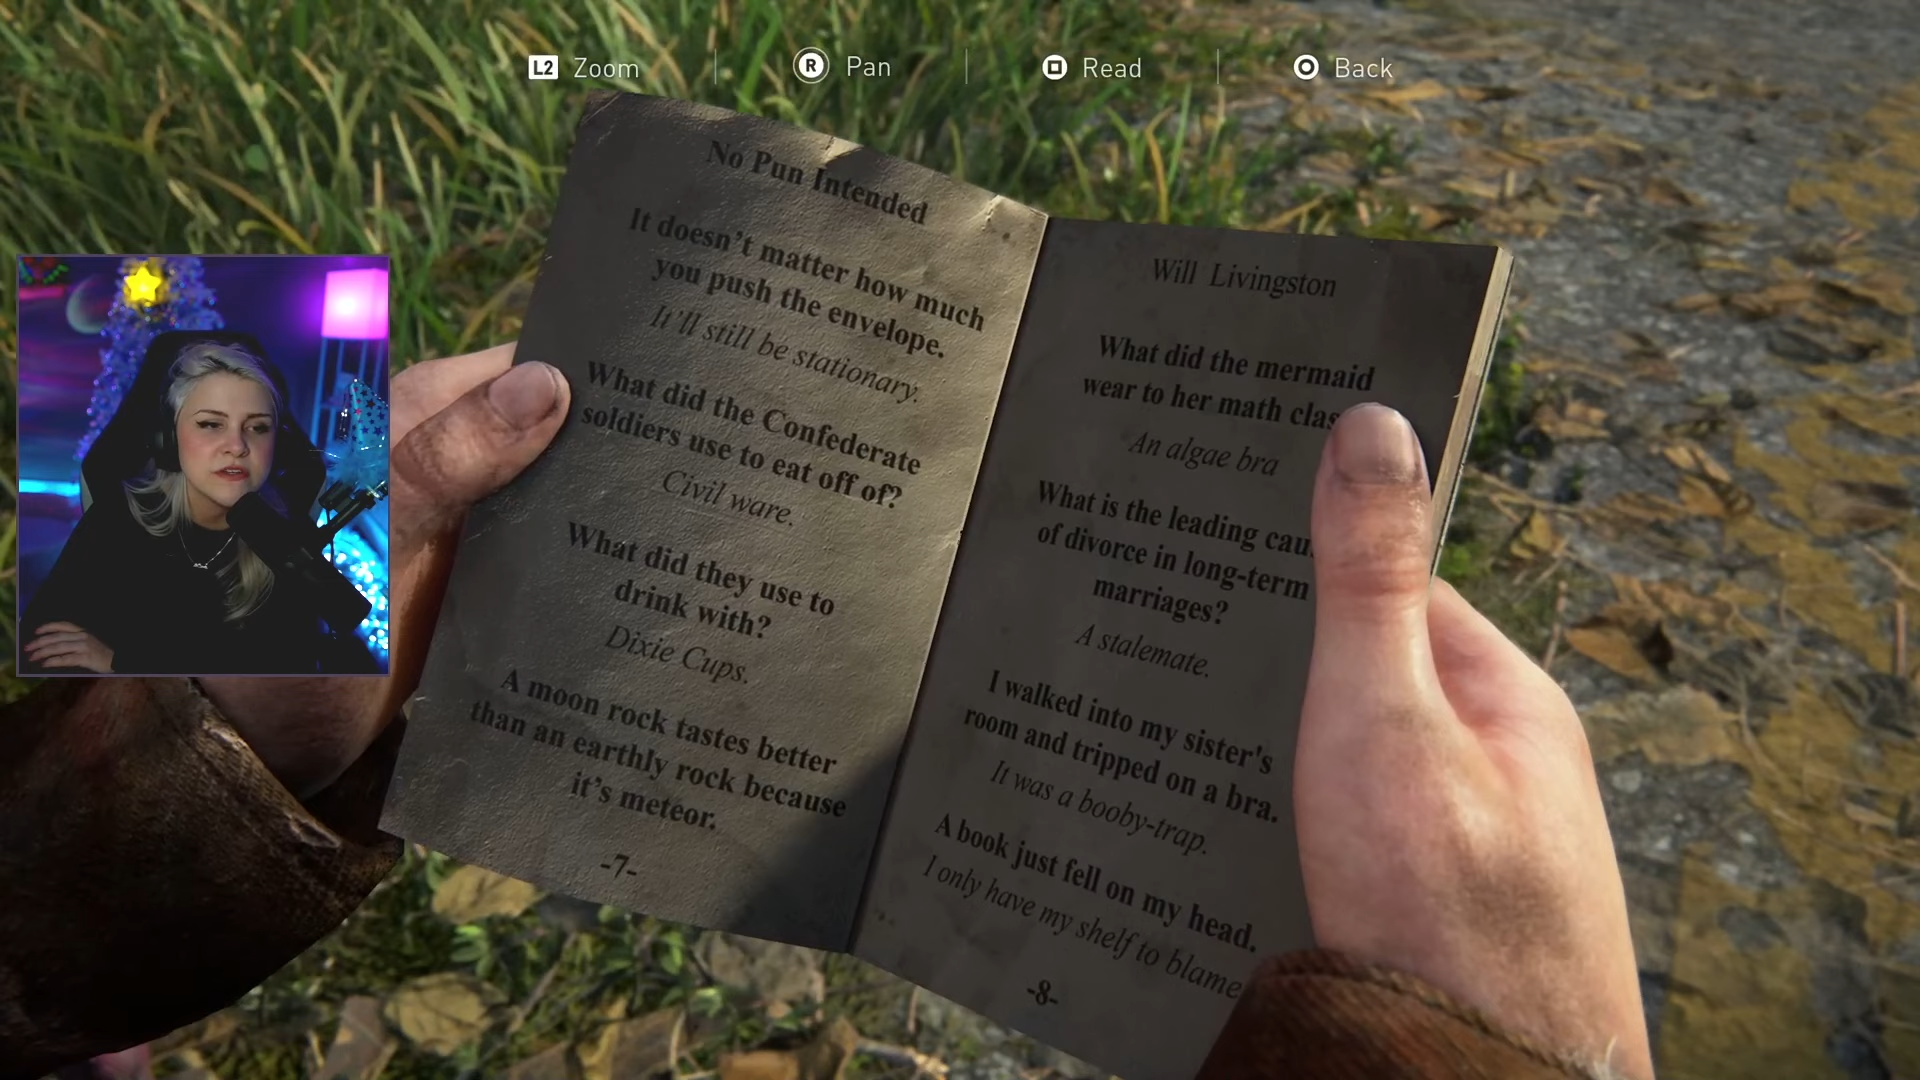 L2 Zoom
R Pan
Read
Back
No Pun Intended
It doesn't matter how much
you push the envelope.
It'll still be stationary.
What did the Confederate
soldiers use to eat off of?
Civil ware.
What did they use to
drink with?
Dixie Cups.
A moon rock tastes better
than an earthly rock because
it's meteor.
-7-
Will Livingston
What did the mermaid
wear to her math clas
An algae bra
What is the leading cau
of divorce in long-term
marriages?
A stalemate.
I walked into my sister's
room and tripped on a bra.
It was a booby-trap.
A book just fell on my head.
I only have my shelf to blame
-8-